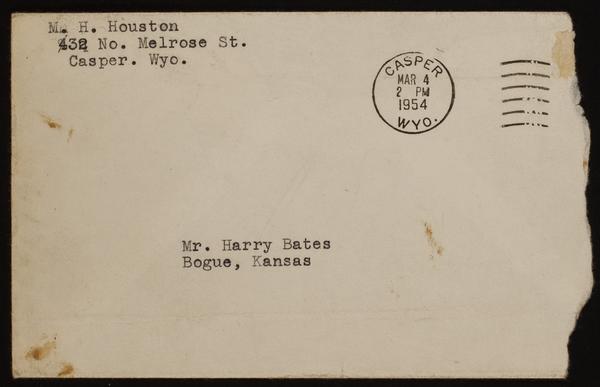 M. H. Houston
432 No. Melrose St.
Casper. Wyo.
CASPER
MAR 4
2 PM
1954
WYO.
Mr. Harry Bates
Bogue, Kansas